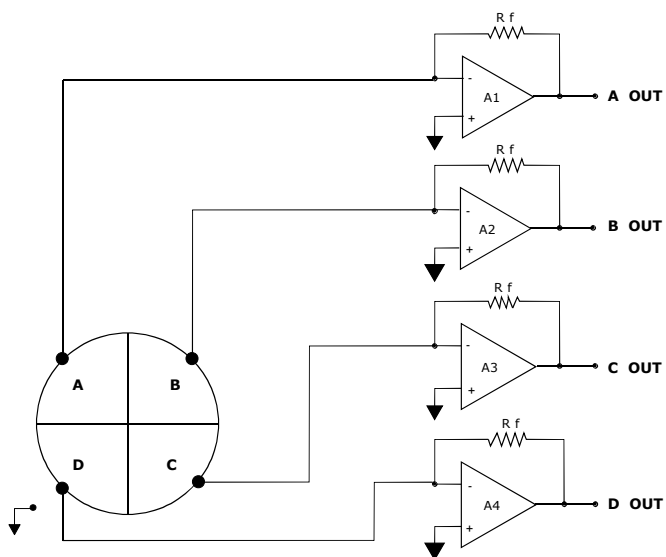 R f
-
A1
+
A OUT
R f
-
A2
+
B OUT
R f
-
A3
+
C OUT
R f
-
A4
+
D OUT
A
B
D
C